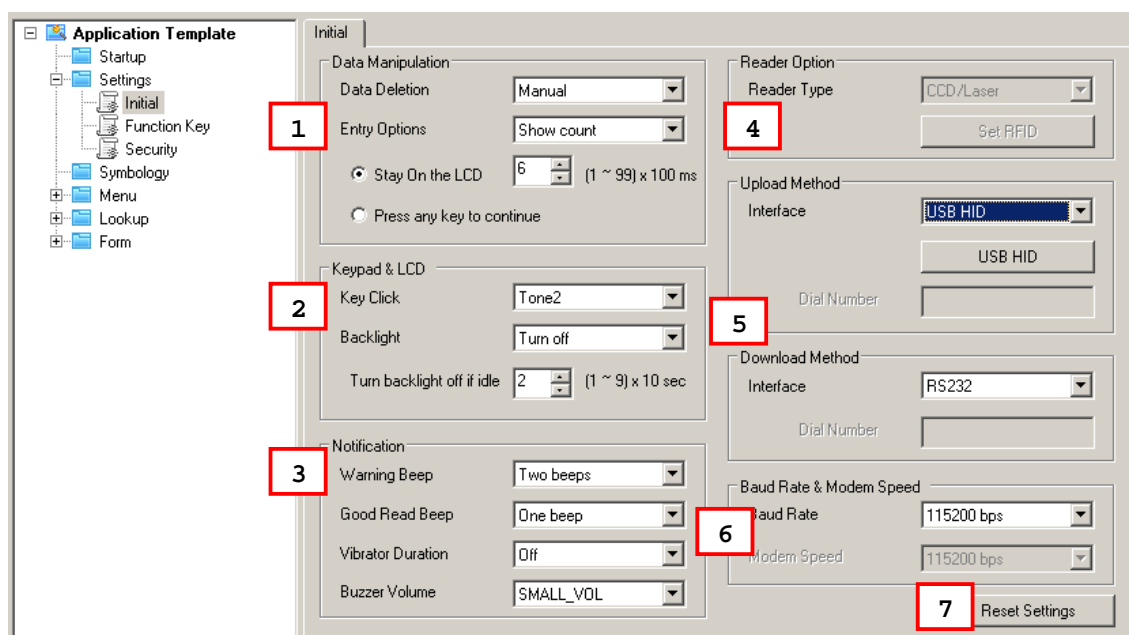 Application Template
Startup
Settings
Initial
Function Key
Security
Symbology
Menu
Lookup
Form
Initial
Data Manipulation
Data Deletion Manual
1 Entry Options Show count
Stay On the LCD 6 (1 ~ 99) x 100 ms
Press any key to continue
Keypad & LCD
2 Key Click Tone2
Backlight Turn off
Turn backlight off if idle 2 (1 ~ 9) x 10 sec
Notification
3 Warning Beep Two beeps
Good Read Beep One beep
Vibrator Duration Off
Buzzer Volume SMALL_VOL
Reader Option
Reader Type CCD/Laser
4 Set RFID
Upload Method
Interface USB HID
USB HID
Dial Number
5
Download Method
Interface RS232
Dial Number
Baud Rate & Modem Speed
6 Baud Rate 115200 bps
Modem Speed 115200 bps
7 Reset Settings